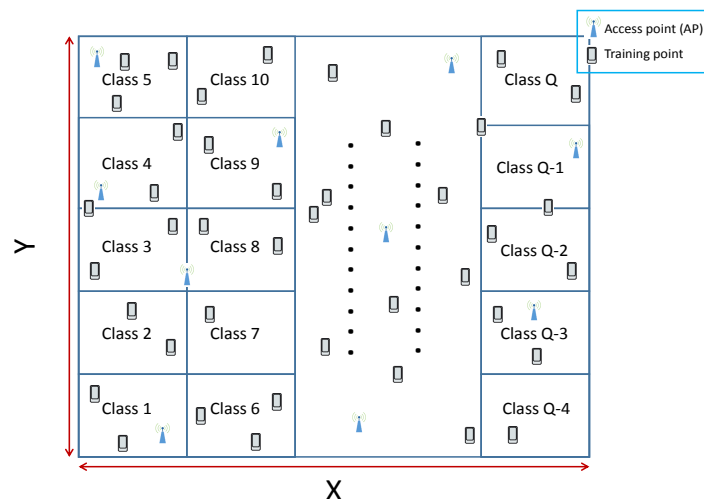 Access point (AP)
Training point
Class 5
Class 10
Class Q
Class 4
Class 9
Class Q-1
Class 3
Class 8
Class Q-2
Y
Class 2
Class 7
Class Q-3
Class 1
Class 6
Class Q-4
X